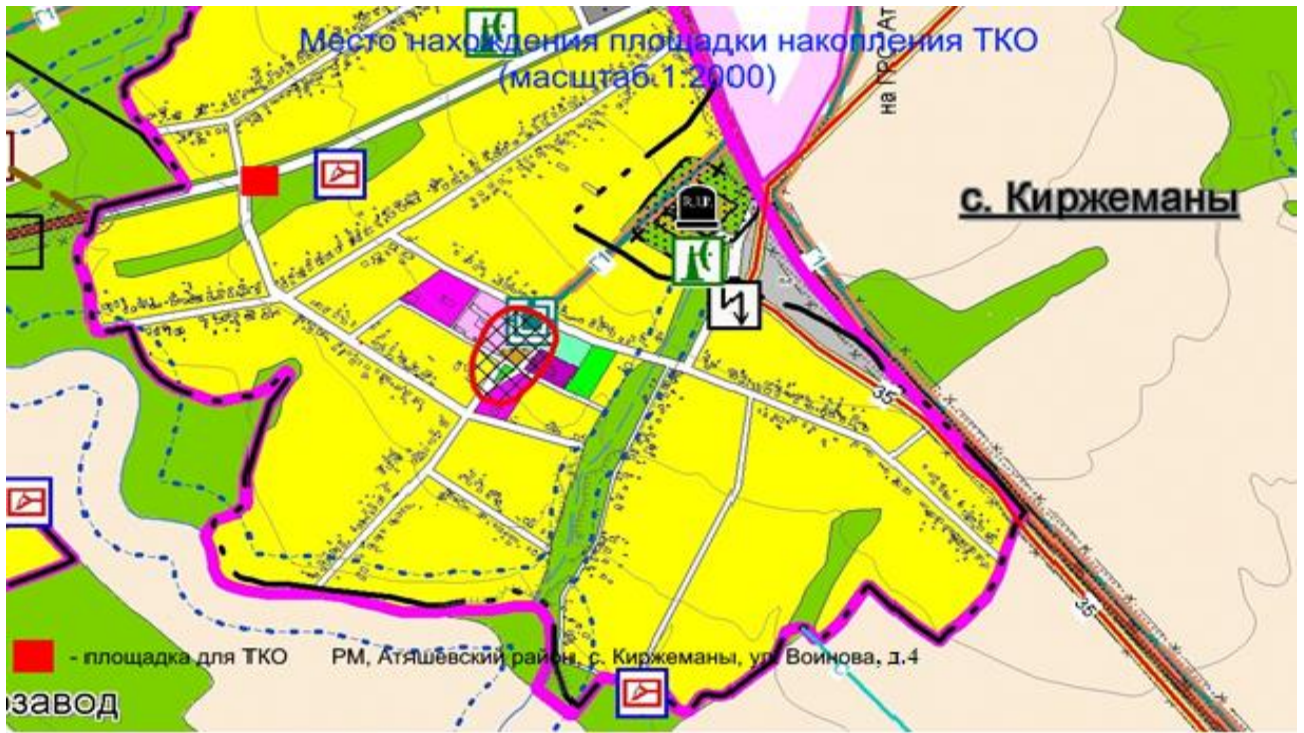 Место нахождения площадки накопления ТКО
(масштаб 1:2000)
на ГРС "Ат
с. Киржеманы
R.I.P.
35
35
- площадка для ТКО РМ, Атяшевский район, с. Киржеманы, ул. Воинова, д.4
озавод